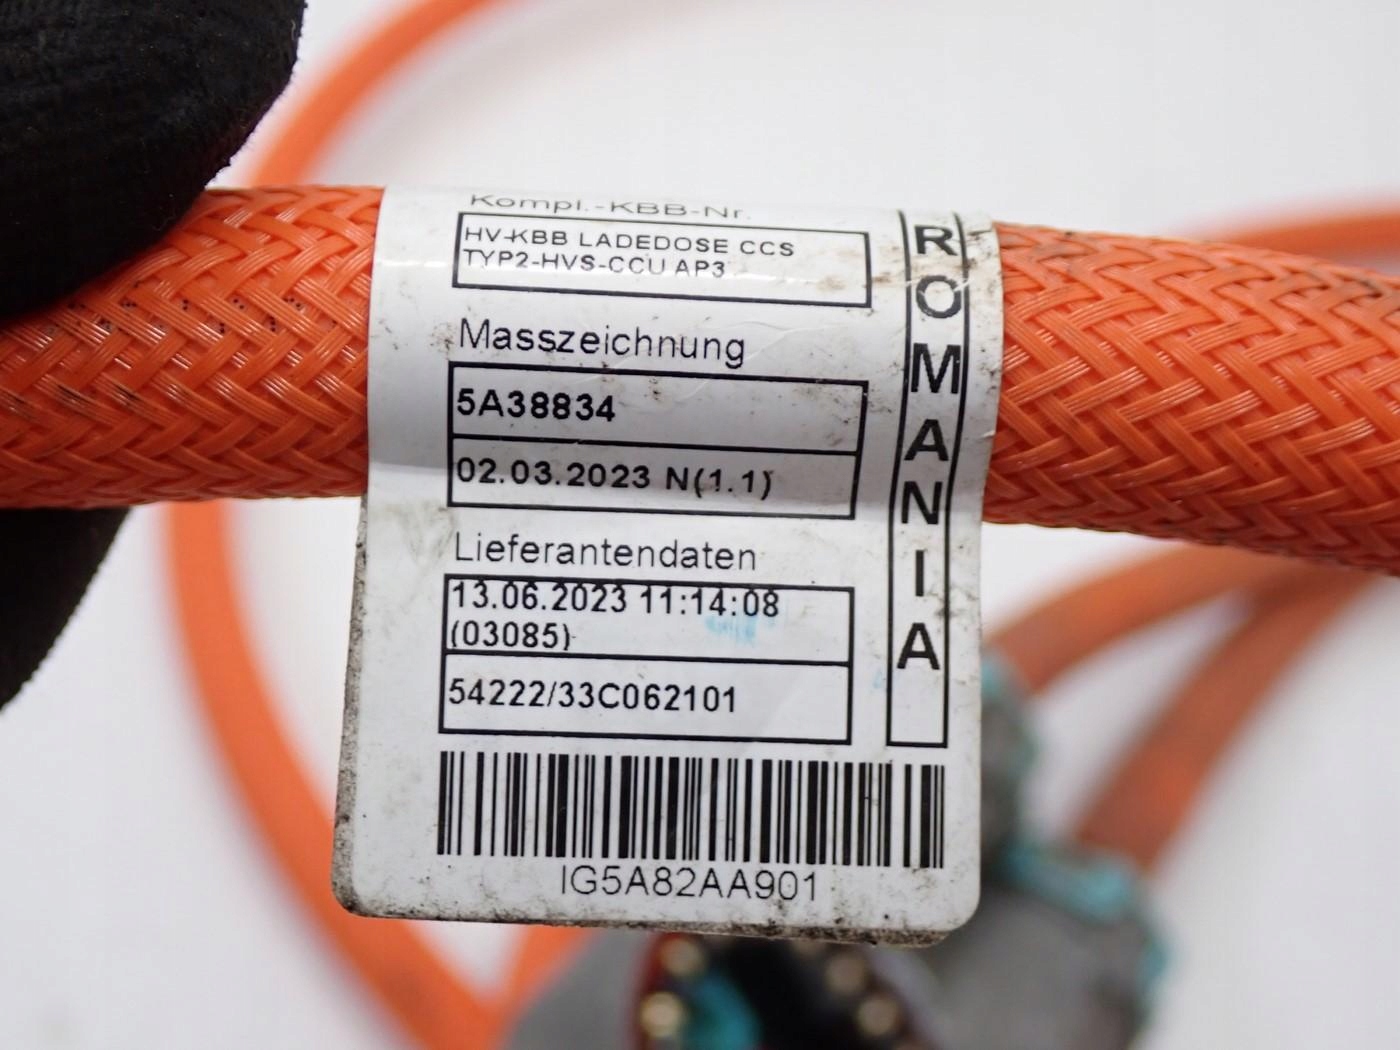 Kompl.-KBB-Nr.
HV-KBB LADEDOSE CCS
TYP2-HVS-CCU AP3
Masszeichnung
5A38834
02.03.2023 N(1.1)
Lieferantendaten
13.06.2023 11:14:08
(03085)
54222/33C062101
IG5A82AA901
ROMANIA